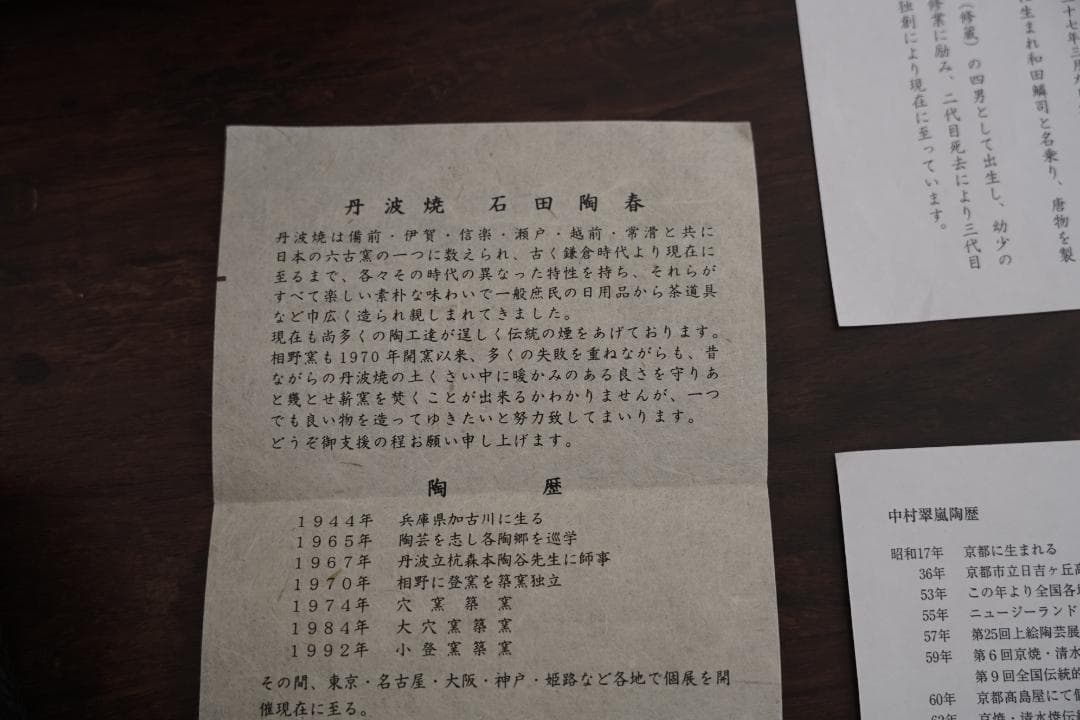 丹波焼 石田陶春
丹波焼は備前・伊賀・信楽・瀬戸・越前・常滑と共に
日本の六古窯の一つに数えられ、古く鎌倉時代より現在に
至るまで、各々その時代の異なった特性を持ち、それらが
すべて楽しい素朴な味わいで一般庶民の日用品から茶道具
など巾広く造られ親しまれてきました。
現在も尚多くの陶工達が逞しく伝統の煙をあげております。
相野窯も1970年開窯以来、多くの失敗を重ねながらも、昔
ながらの丹波焼の土くさい中に暖かみのある良さを守りあ
と幾とせ薪窯を焚くことが出来るかわかりませんが、一つ
でも良い物を造ってゆきたいと努力致してまいります。
どうぞ御支援の程お願い申し上げます。
陶歴
1944年 兵庫県加古川に生る
1965年 陶芸を志し各陶郷を巡学
1967年 丹波立杭森本陶谷先生に師事
1970年 相野に登窯を築窯独立
1974年 穴窯築窯
1984年 大穴窯築窯
1992年 小登窯築窯
その間、東京・名古屋・大阪・神戸・姫路など各地で個展を開
催現在に至る。
十七年三月
に生まれ和田鱗司と名乗り、唐物を製
(修蔵)の四男として出生し、幼少の
修業に励み、二代目死去により三代目
独創により現在に至っています。
中村翠嵐陶歴
昭和17年 京都に生まれる
36年 京都市立日吉ヶ丘高
53年 この年より全国各地
55年 ニュージーランド
57年 第25回上絵陶芸展
59年 第6回京焼・清水
第9回全国伝統的
60年 京都髙島屋にて個
京焼・清水焼伝